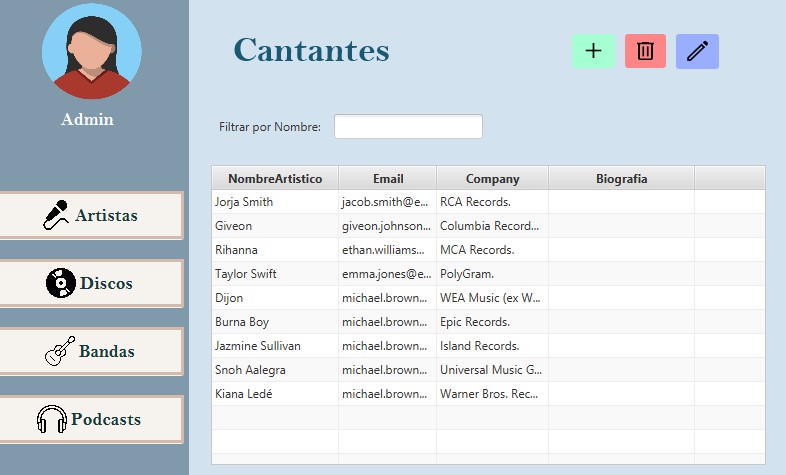 Admin
Artistas
Discos
Bandas
Podcasts
Cantantes
Filtrar por Nombre:
NombreArtistico Email Company Biografia
Jorja Smith jacob.smith@e... RCA Records.
Giveon giveon.johnson... Columbia Record...
Rihanna ethan.williams... MCA Records.
Taylor Swift emma.jones@e... PolyGram.
Dijon michael.brown... WEA Music (ex W...
Burna Boy michael.brown... Epic Records.
Jazmine Sullivan michael.brown... Island Records.
Snoh Aalegra michael.brown... Universal Music G...
Kiana Ledé michael.brown... Warner Bros. Rec...